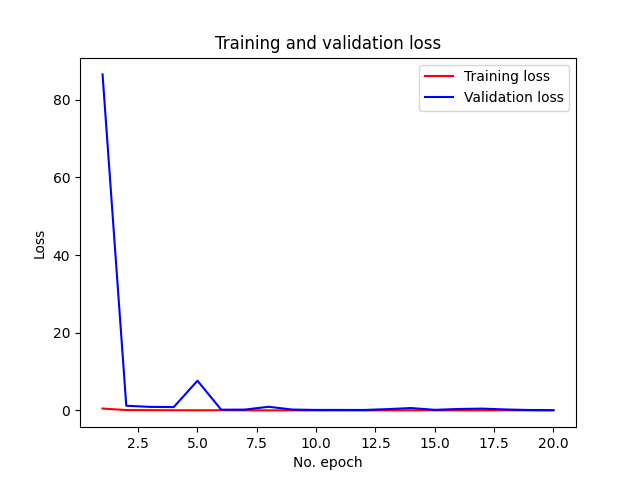 Training and validation loss
Training loss
Validation loss
80
60
40
20
0
Loss
2.5 5.0 7.5 10.0 12.5 15.0 17.5 20.0
No. epoch